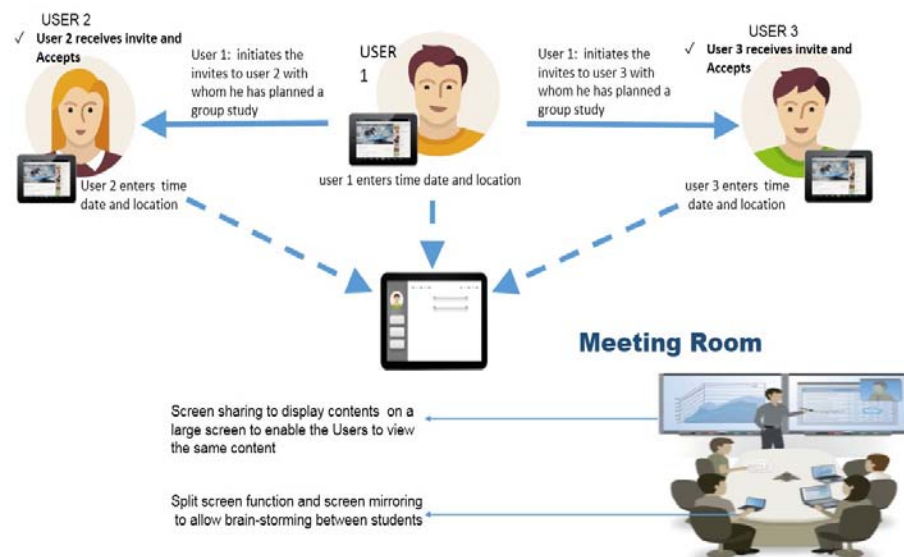 USER 2
✓ User 2 receives invite and
Accepts
User 1: initiates the
invites to user 2 with
whom he has planned a
group study
USER
1
User 1: initiates the
invites to user 3 with
whom he has planned a
group study
USER 3
✓ User 3 receives invite and
Accepts
User 2 enters time
date and location
user 1 enters time date and location
user 3 enters time
date and location
Meeting Room
Screen sharing to display contents on a
large screen to enable the Users to view
the same content
Split screen function and screen mirroring
to allow brain-storming between students